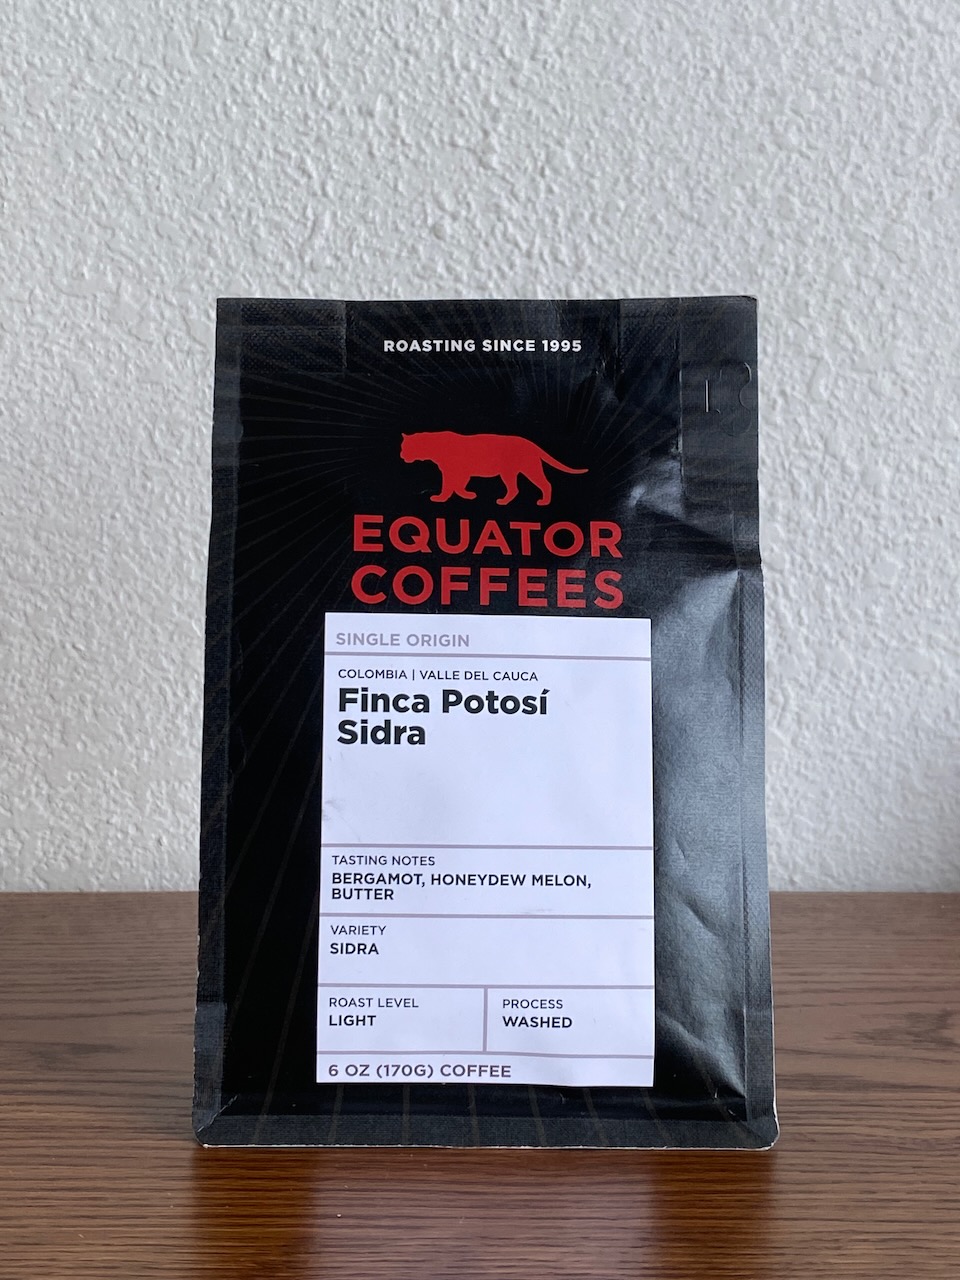 ROASTING SINCE 1995
EQUATOR
COFFEES
SINGLE ORIGIN
COLOMBIA | VALLE DEL CAUCA
Finca Potosí
Sidra
TASTING NOTES
BERGAMOT, HONEYDEW MELON,
BUTTER
VARIETY
SIDRA
ROAST LEVEL
LIGHT
PROCESS
WASHED
6 OZ (170G) COFFEE